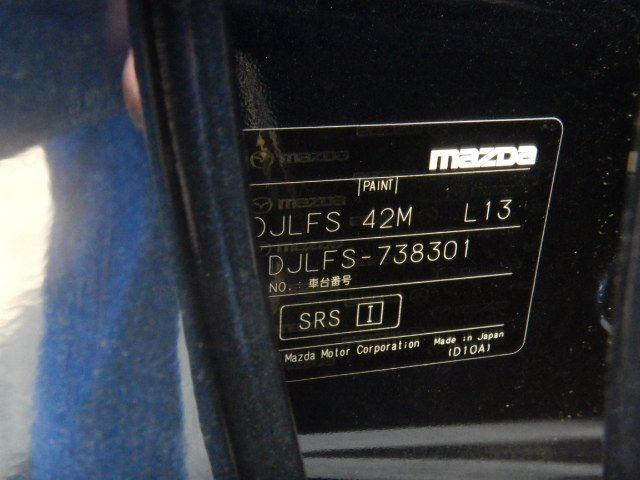 mazda
PAINT
DJLFS 42M L13
DJLFS-738301
NO.: 車台番号
SRS I
Mazda Motor Corporation Made in Japan
(D10A)